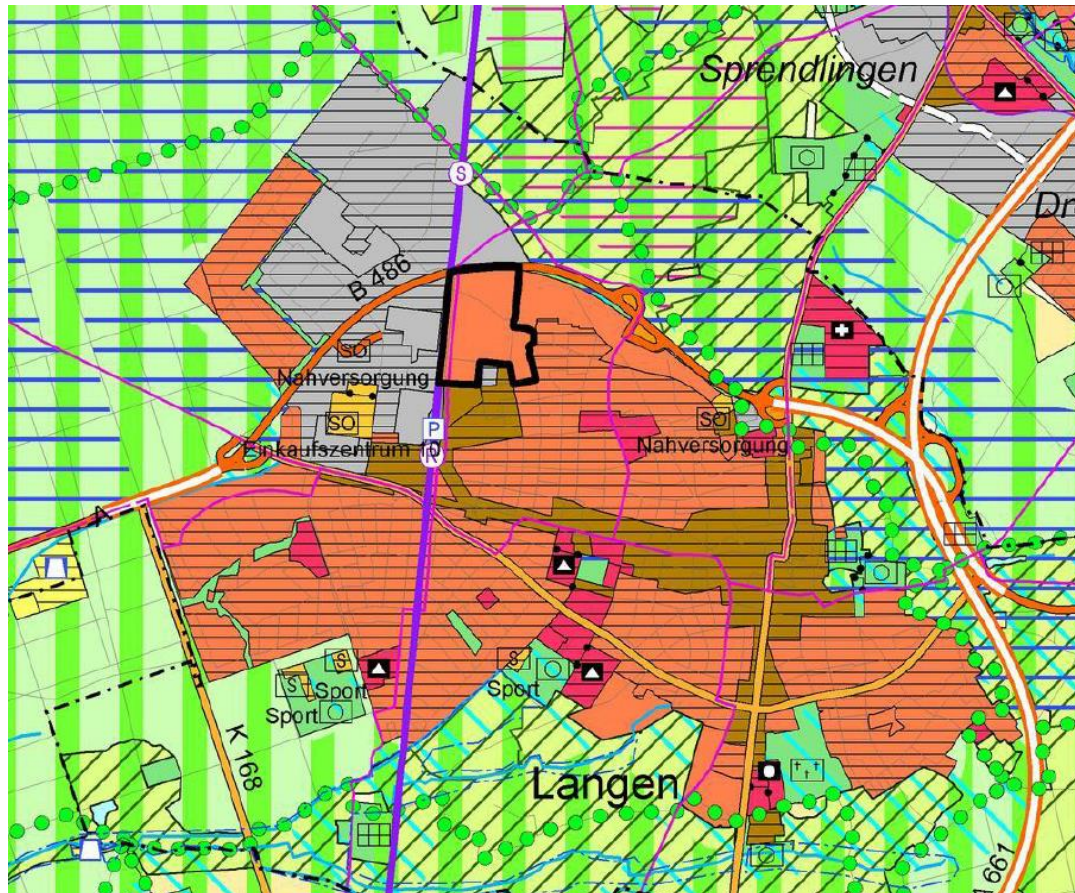 Sprendlingen
S
Dr
B 486
SO
Nahversorgung
SO
Einkaufszentrum
P
R
SO
Nahversorgung
A
S
Sport
S
Sport
S
Sport
K 168
Langen
661